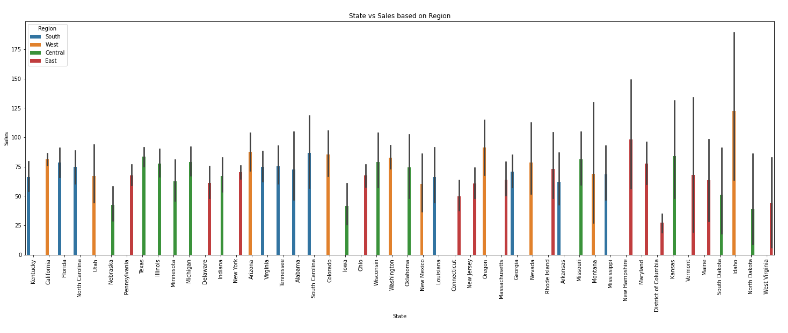 State vs Sales based on Region
Region
South
West
Central
East
Sales
175
150
125
100
75
50
25
0
Kentucky
California
Florida
North Carolina
Utah
Nebraska
Pennsylvania
Texas
Illinois
Minnesota
Michigan
Delaware
Indiana
New York
Arizona
Virginia
Tennessee
Alabama
South Carolina
Colorado
Iowa
Ohio
Wisconsin
Washington
Oklahoma
New Mexico
Louisiana
Connecticut
New Jersey
Oregon
Massachusetts
Georgia
Nevada
Rhode Island
Arkansas
Missouri
Montana
Mississippi
New Hampshire
Maryland
District of Columbia
Kansas
Vermont
Maine
South Dakota
Idaho
North Dakota
West Virginia
State